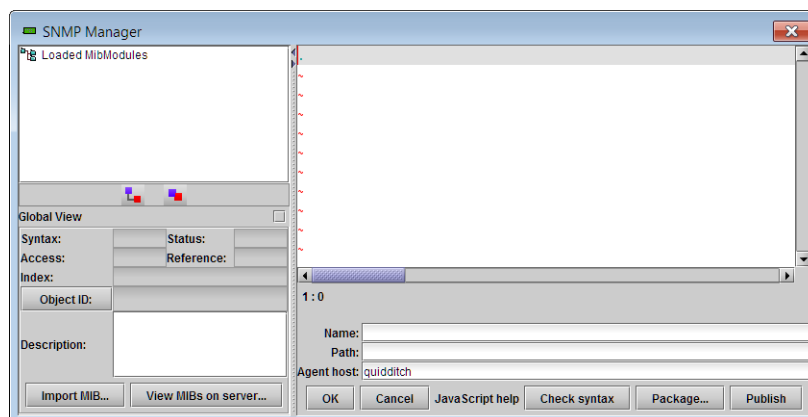 SNMP Manager
Loaded MibModules
.
~
~
~
~
~
~
~
~
~
~
Global View
Syntax: Status:
Access: Reference:
Index:
Object ID:
Description:
Import MIB... View MIBs on server...
1 : 0
Name:
Path:
Agent host: quidditch
OK Cancel JavaScript help Check syntax Package... Publish